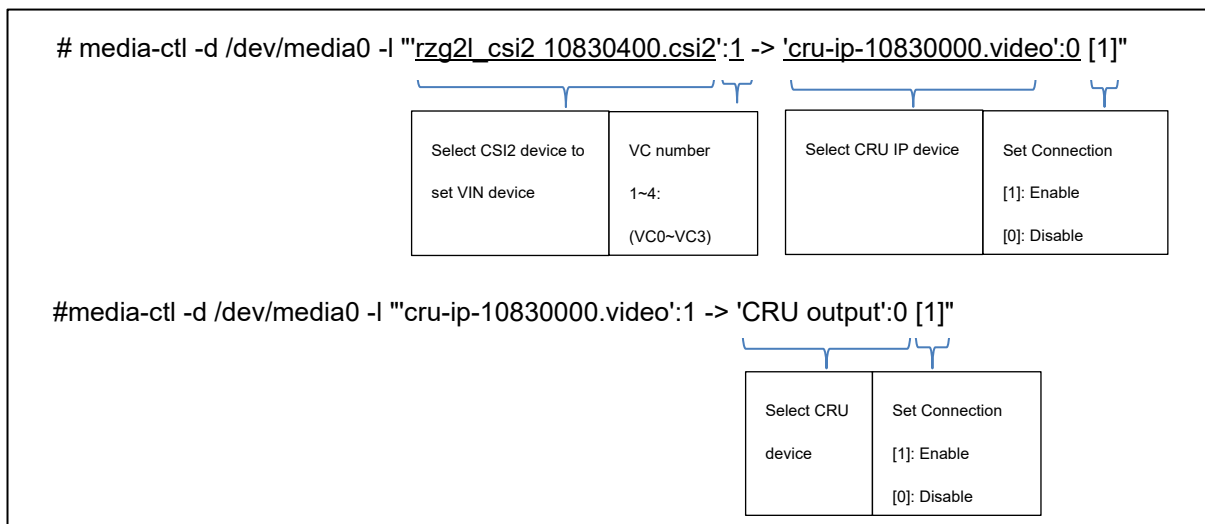 # media-ctl -d /dev/media0 -l "'rzg2l_csi2 10830400.csi2':1 -> 'cru-ip-10830000.video':0 [1]"
Select CSI2 device to
set VIN device
VC number
1~4:
(VC0~VC3)
Select CRU IP device
Set Connection
[1]: Enable
[0]: Disable
#media-ctl -d /dev/media0 -l "'cru-ip-10830000.video':1 -> 'CRU output':0 [1]"
Select CRU
device
Set Connection
[1]: Enable
[0]: Disable